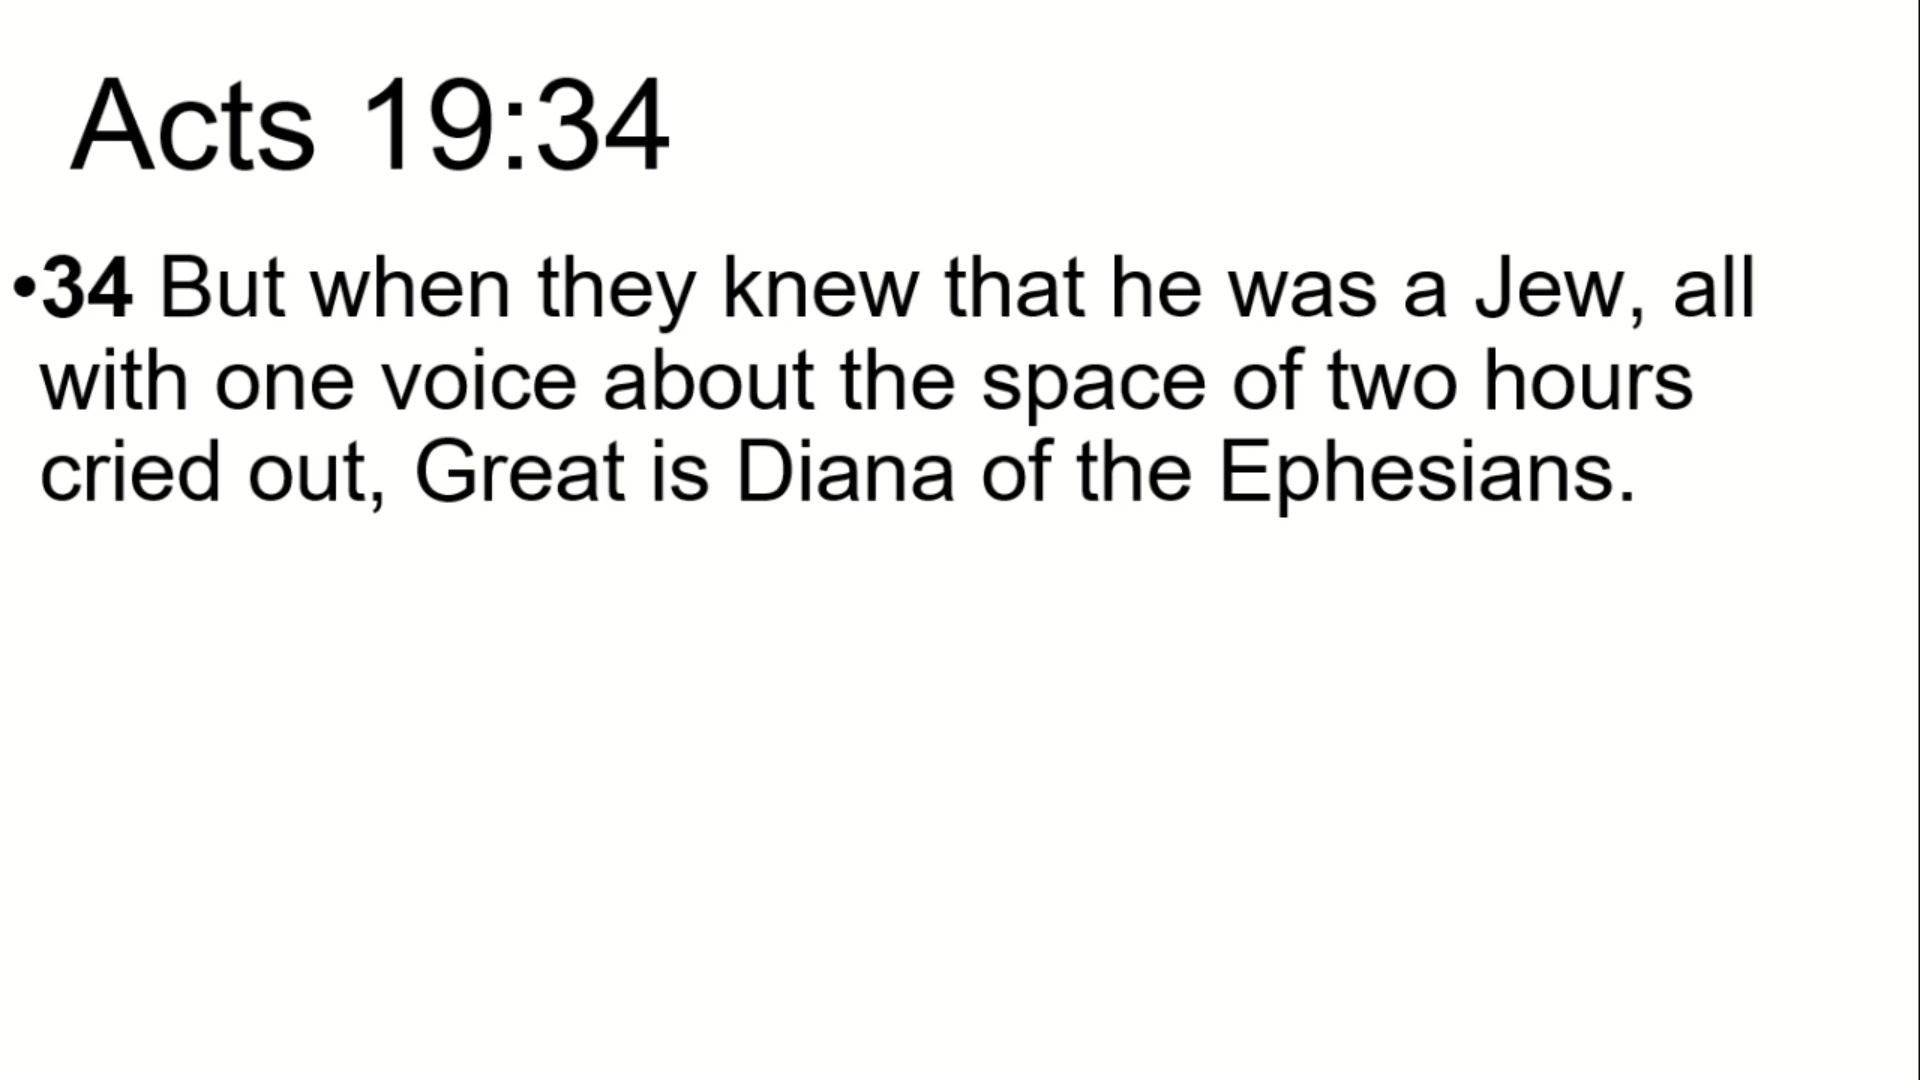 Acts 19:34
•34 But when they knew that he was a Jew, all
with one voice about the space of two hours
cried out, Great is Diana of the Ephesians.